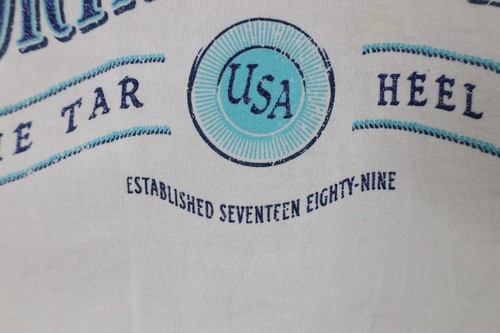 TAR USA HEEL
ESTABLISHED SEVENTEEN EIGHTY-NINE